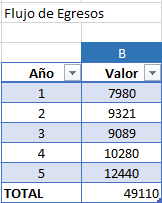 Flujo de Egresos
B
Año Valor
1 7980
2 9321
3 9089
4 10280
5 12440
TOTAL 49110